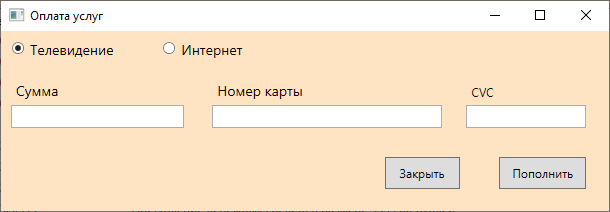 Оплата услуг
Телевидение Интернет
Сумма Номер карты CVC
Закрыть Пополнить